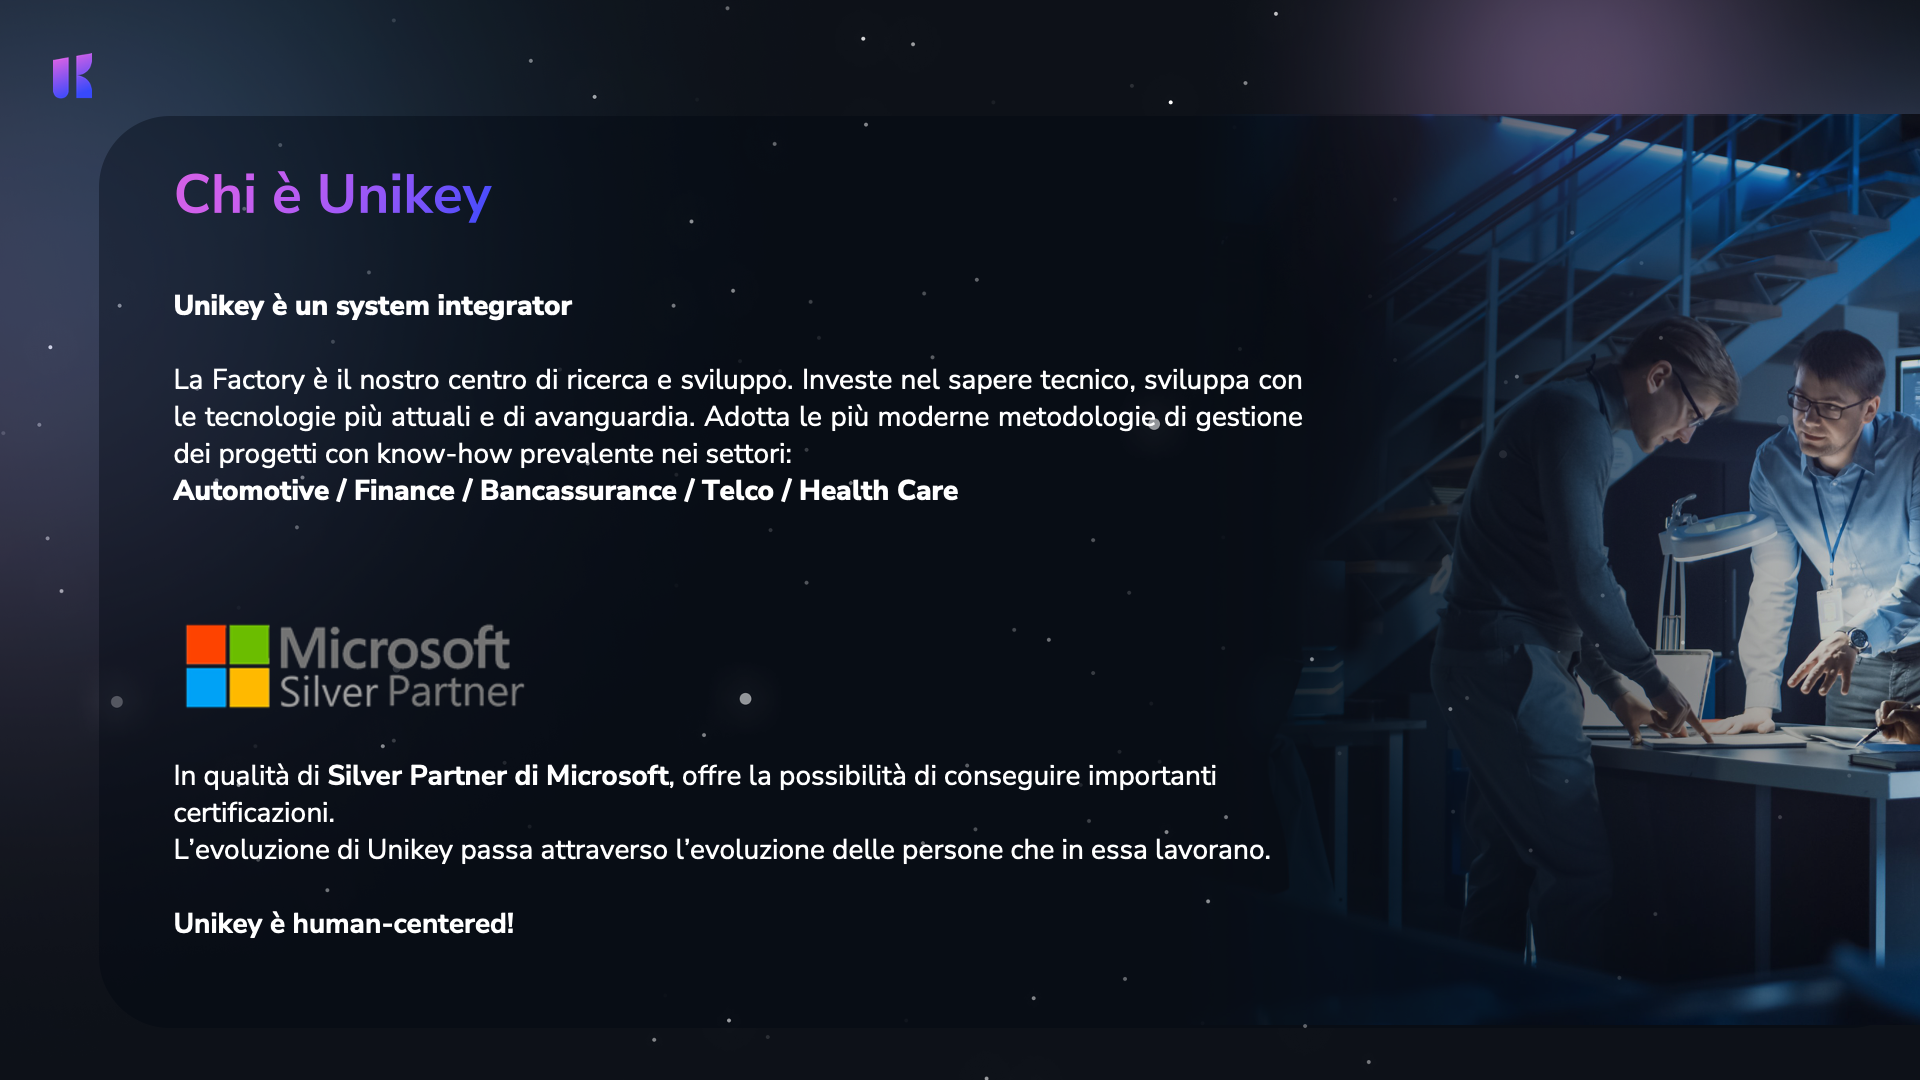 Chi è Unikey
Unikey è un system integrator
La Factory è il nostro centro di ricerca e sviluppo. Investe nel sapere tecnico, sviluppa con
le tecnologie più attuali e di avanguardia. Adotta le più moderne metodologie di gestione
dei progetti con know-how prevalente nei settori:
Automotive / Finance / Bancassurance / Telco / Health Care
Microsoft
Silver Partner
In qualità di Silver Partner di Microsoft, offre la possibilità di conseguire importanti
certificazioni.
L’evoluzione di Unikey passa attraverso l’evoluzione delle persone che in essa lavorano.
Unikey è human-centered!